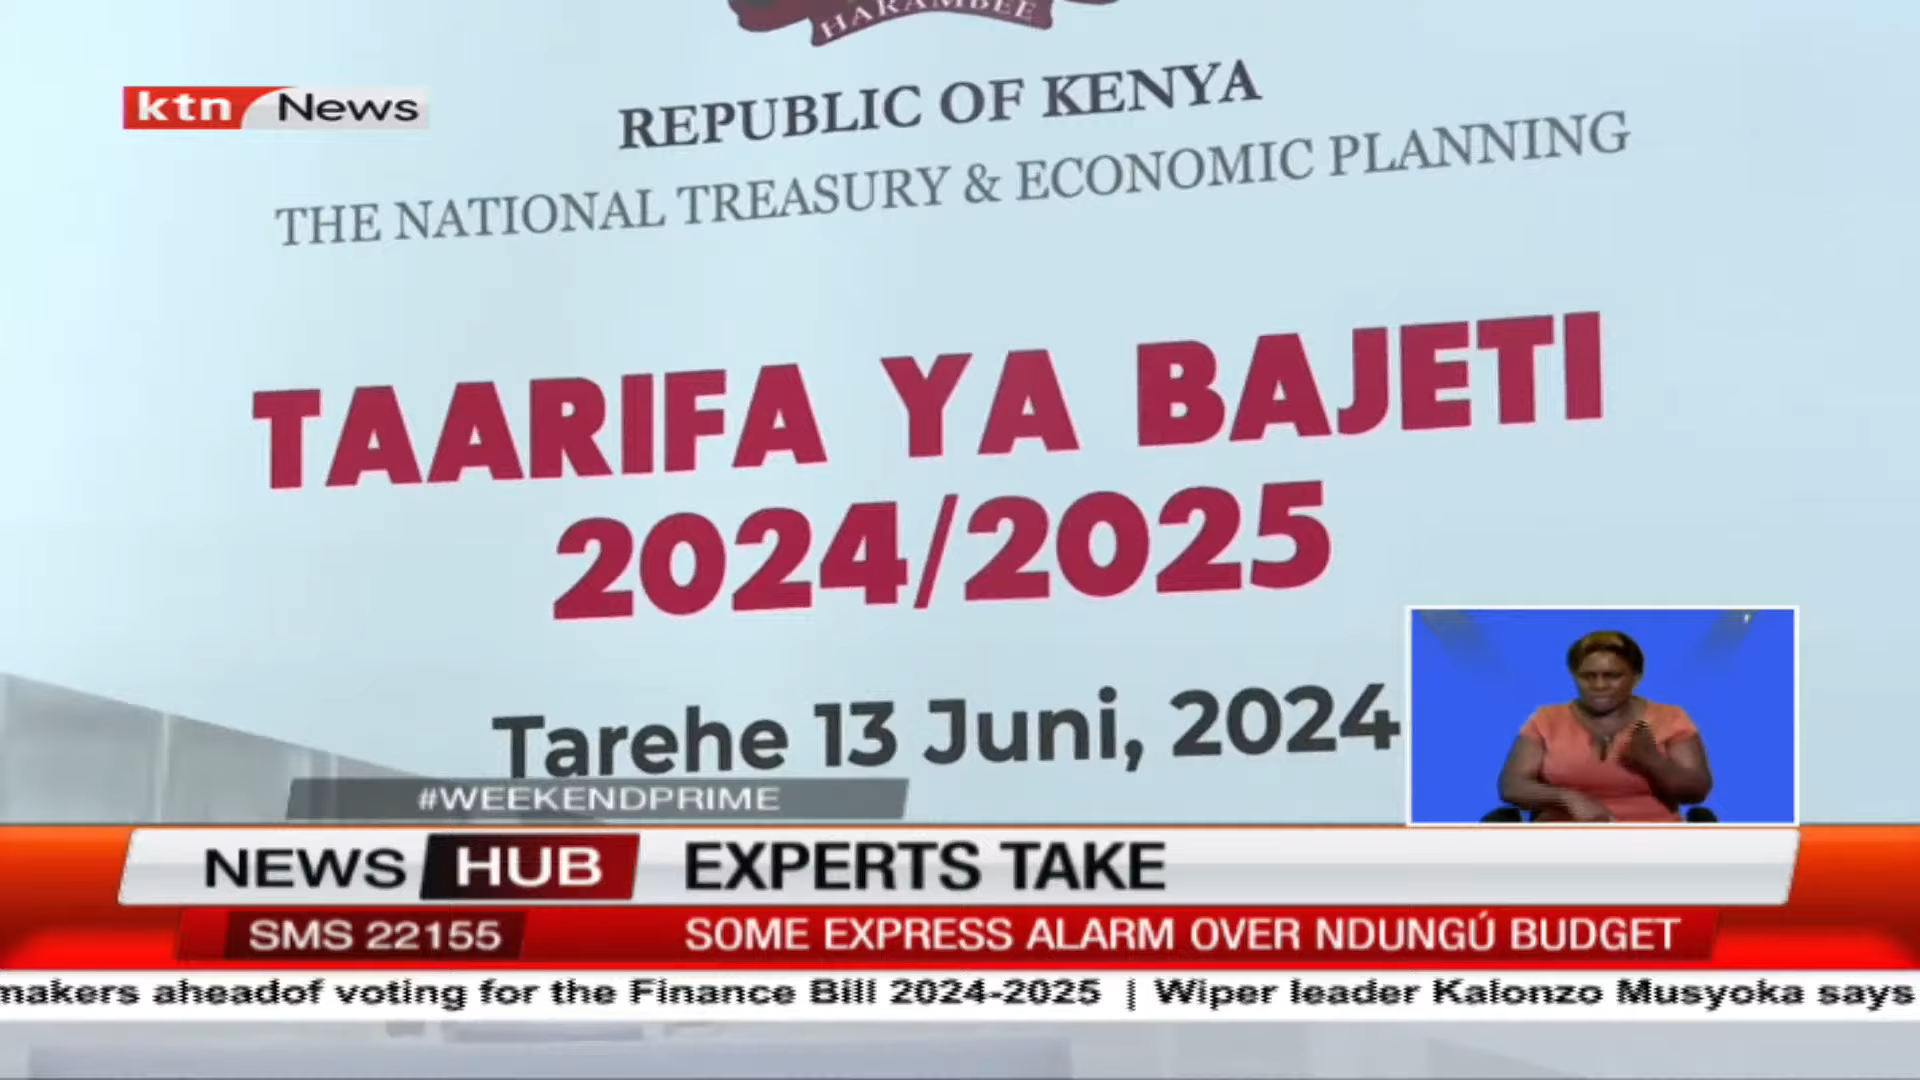 HARAMBEE
REPUBLIC OF KENYA
THE NATIONAL TREASURY & ECONOMIC PLANNING
ktn News
TAARIFA YA BAJETI
2024/2025
Tarehe 13 Juni, 2024
#WEEKENDPRIME
NEWS HUB EXPERTS TAKE
SMS 22155 SOME EXPRESS ALARM OVER NDUNGÚ BUDGET
makers aheadof voting for the Finance Bill 2024-2025 | Wiper leader Kalonzo Musyoka says